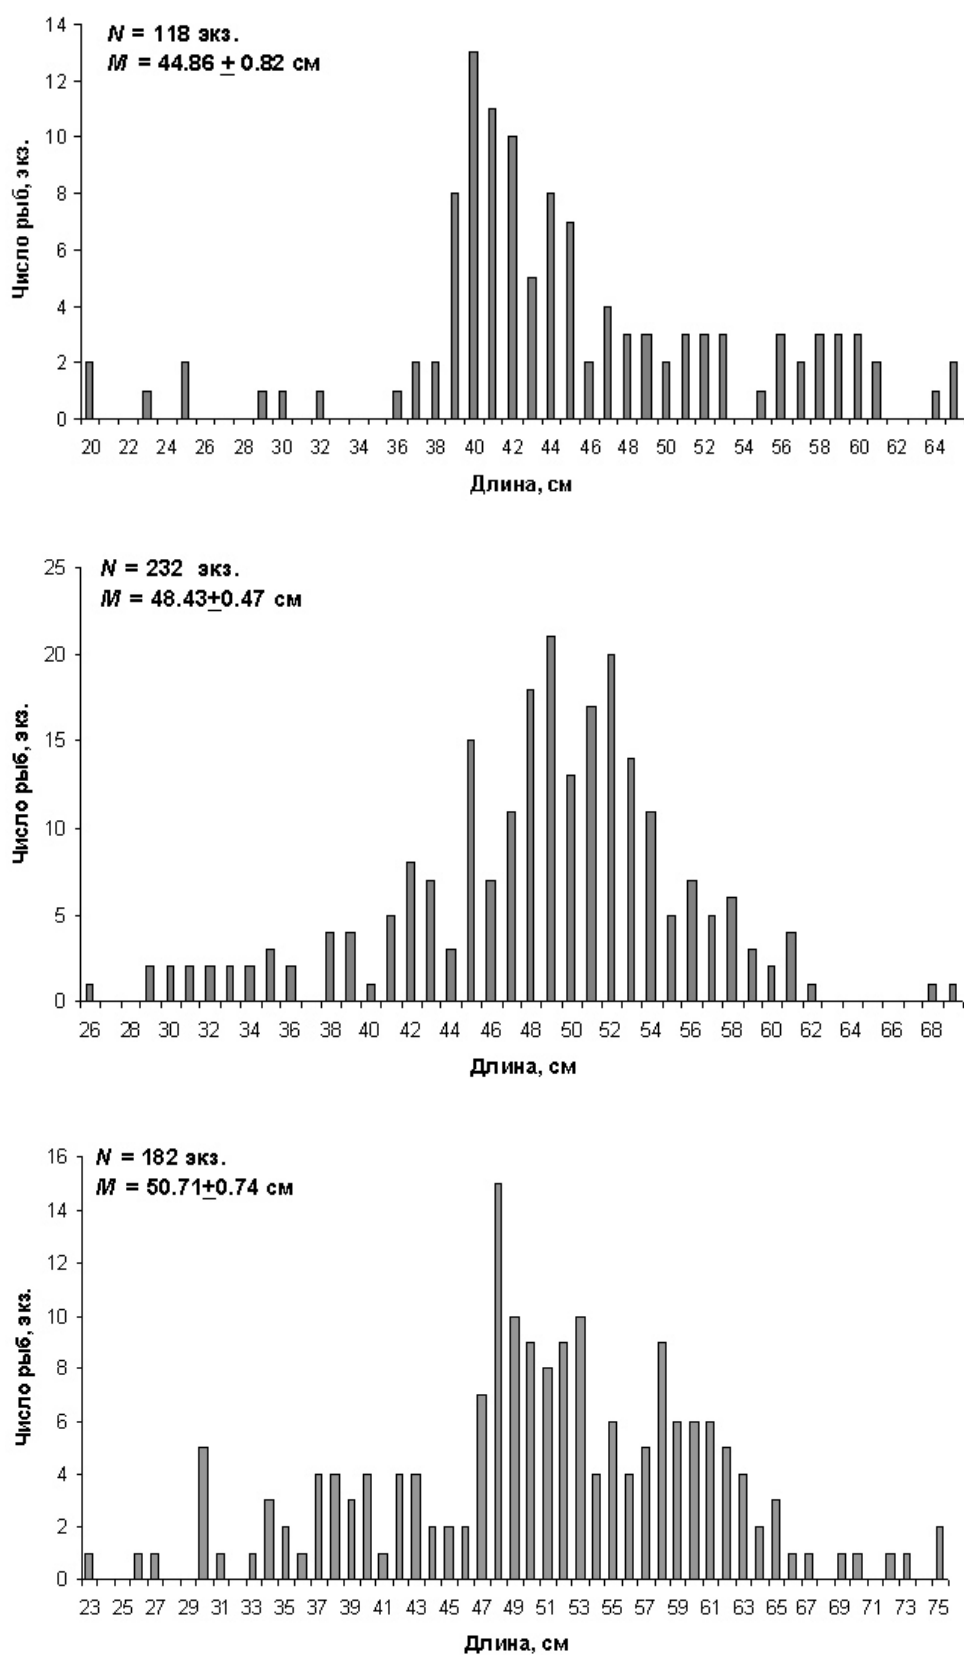 N = 118 экз.
M = 44.86 ± 0.82 см
Число рыб, экз.
14
12
10
8
6
4
2
0
20 22 24 26 28 30 32 34 36 38 40 42 44 46 48 50 52 54 56 58 60 62 64
Длина, см
N = 232 экз.
M = 48.43±0.47 см
Число рыб, экз.
25
20
15
10
5
0
26 28 30 32 34 36 38 40 42 44 46 48 50 52 54 56 58 60 62 64 66 68
Длина, см
N = 182 экз.
M = 50.71±0.74 см
Число рыб, экз.
16
14
12
10
8
6
4
2
0
23 25 27 29 31 33 35 37 39 41 43 45 47 49 51 53 55 57 59 61 63 65 67 69 71 73 75
Длина, см